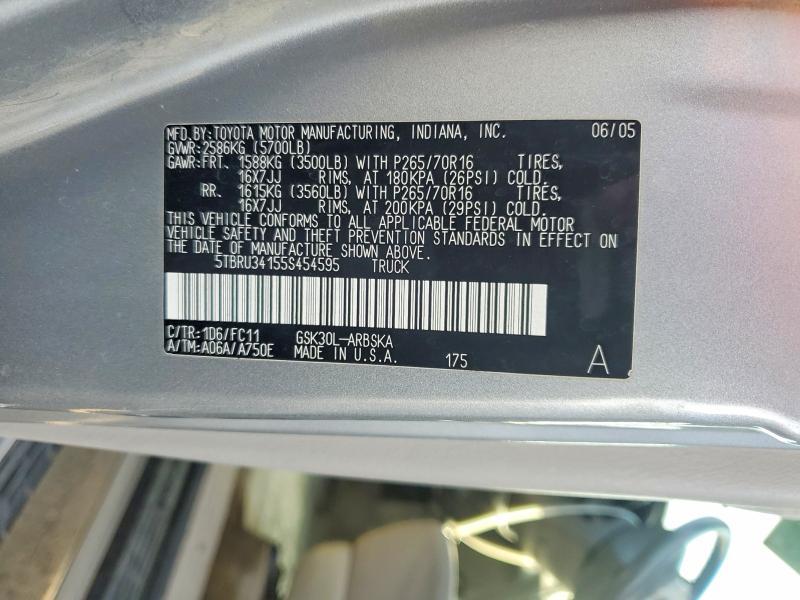 MFD.BY:TOYOTA MOTOR MANUFACTURING, INDIANA, INC. 06/05
GVWR:2586KG (5700LB)
GAWR:FRT. 1588KG (3500LB) WITH P265/70R16 TIRES,
16X7JJ RIMS, AT 180KPA (26PSI) COLD.
RR. 1615KG (3560LB) WITH P265/70R16 TIRES,
16X7JJ RIMS, AT 200KPA (29PSI) COLD.
THIS VEHICLE CONFORMS TO ALL APPLICABLE FEDERAL MOTOR
VEHICLE SAFETY AND THEFT PREVENTION STANDARDS IN EFFECT ON
THE DATE OF MANUFACTURE SHOWN ABOVE.
5TBRU34155S454595 TRUCK
C/TR:1D6/FC11 GSK30L-ARBSKA
A/TM:A06A/A750E MADE IN U.S.A. 175 A